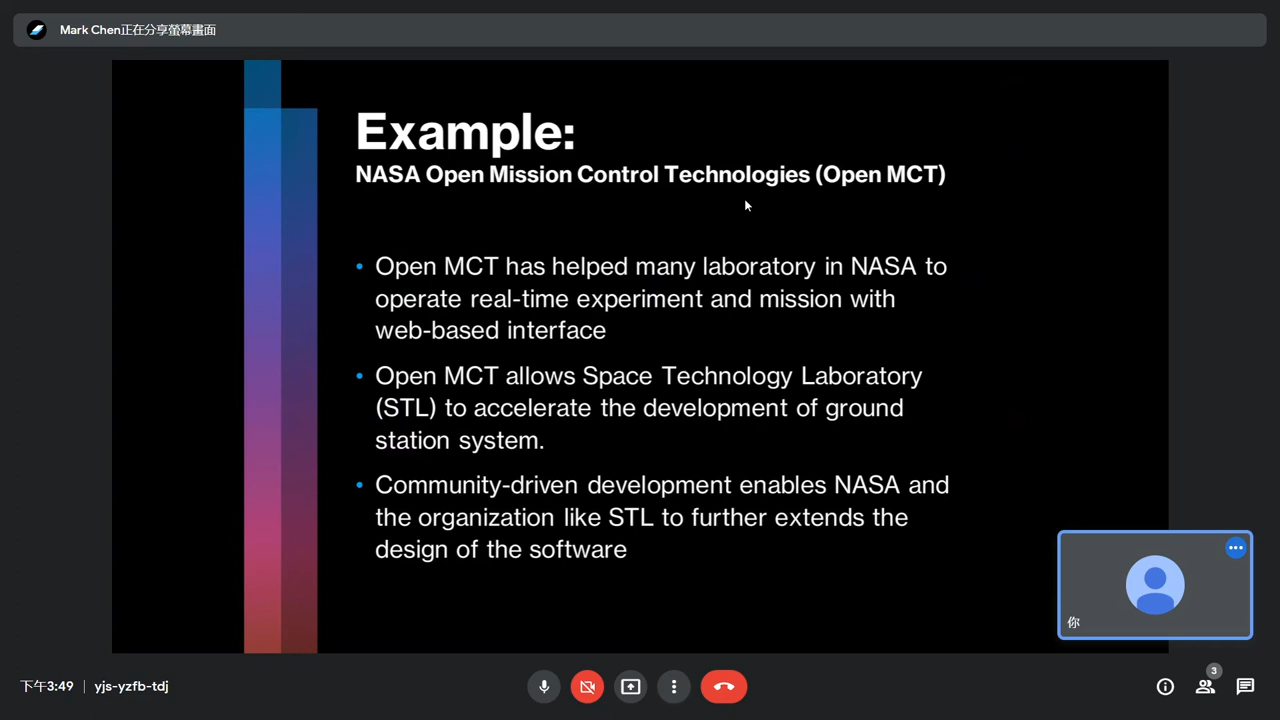 Mark Chen正在分享螢幕畫面
Example:
NASA Open Mission Control Technologies (Open MCT)
• Open MCT has helped many laboratory in NASA to
operate real-time experiment and mission with
web-based interface
• Open MCT allows Space Technology Laboratory
(STL) to accelerate the development of ground
station system.
• Community-driven development enables NASA and
the organization like STL to further extends the
design of the software
你
下午3:49 | yjs-yzfb-tdj
3